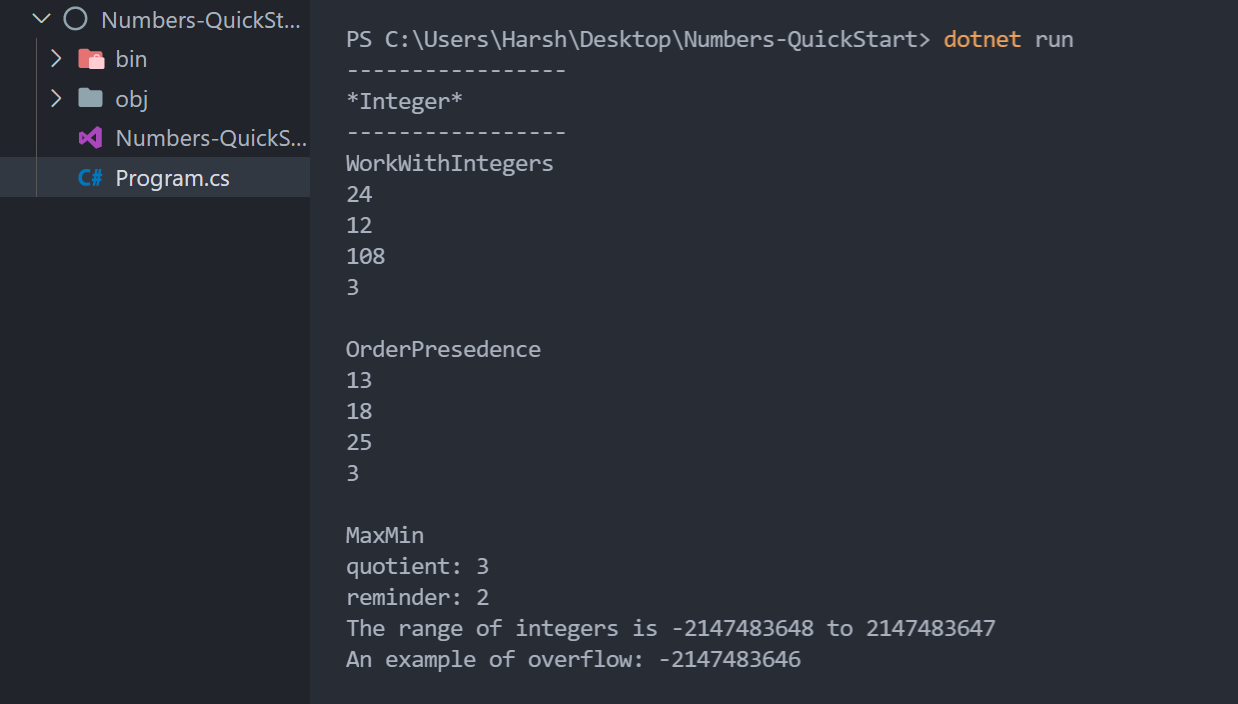 Numbers-QuickSt...
bin
obj
Numbers-QuickS...
C# Program.cs
PS C:\Users\Harsh\Desktop\Numbers-QuickStart> dotnet run
-----------------
*Integer*
-----------------
WorkWithIntegers
24
12
108
3
OrderPresedence
13
18
25
3
MaxMin
quotient: 3
reminder: 2
The range of integers is -2147483648 to 2147483647
An example of overflow: -2147483646